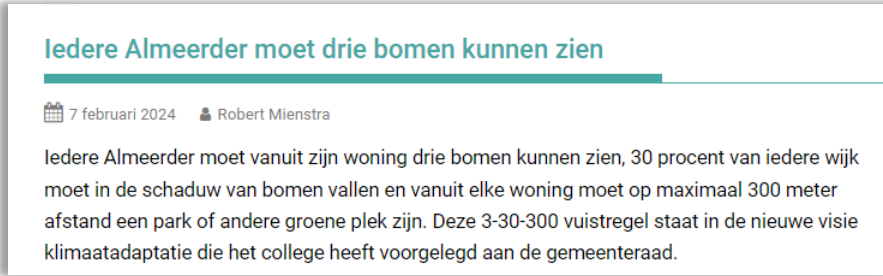 Iedere Almeerder moet drie bomen kunnen zien
7 februari 2024 Robert Mienstra
Iedere Almeerder moet vanuit zijn woning drie bomen kunnen zien, 30 procent van iedere wijk
moet in de schaduw van bomen vallen en vanuit elke woning moet op maximaal 300 meter
afstand een park of andere groene plek zijn. Deze 3-30-300 vuistregel staat in de nieuwe visie
klimaatadaptatie die het college heeft voorgelegd aan de gemeenteraad.